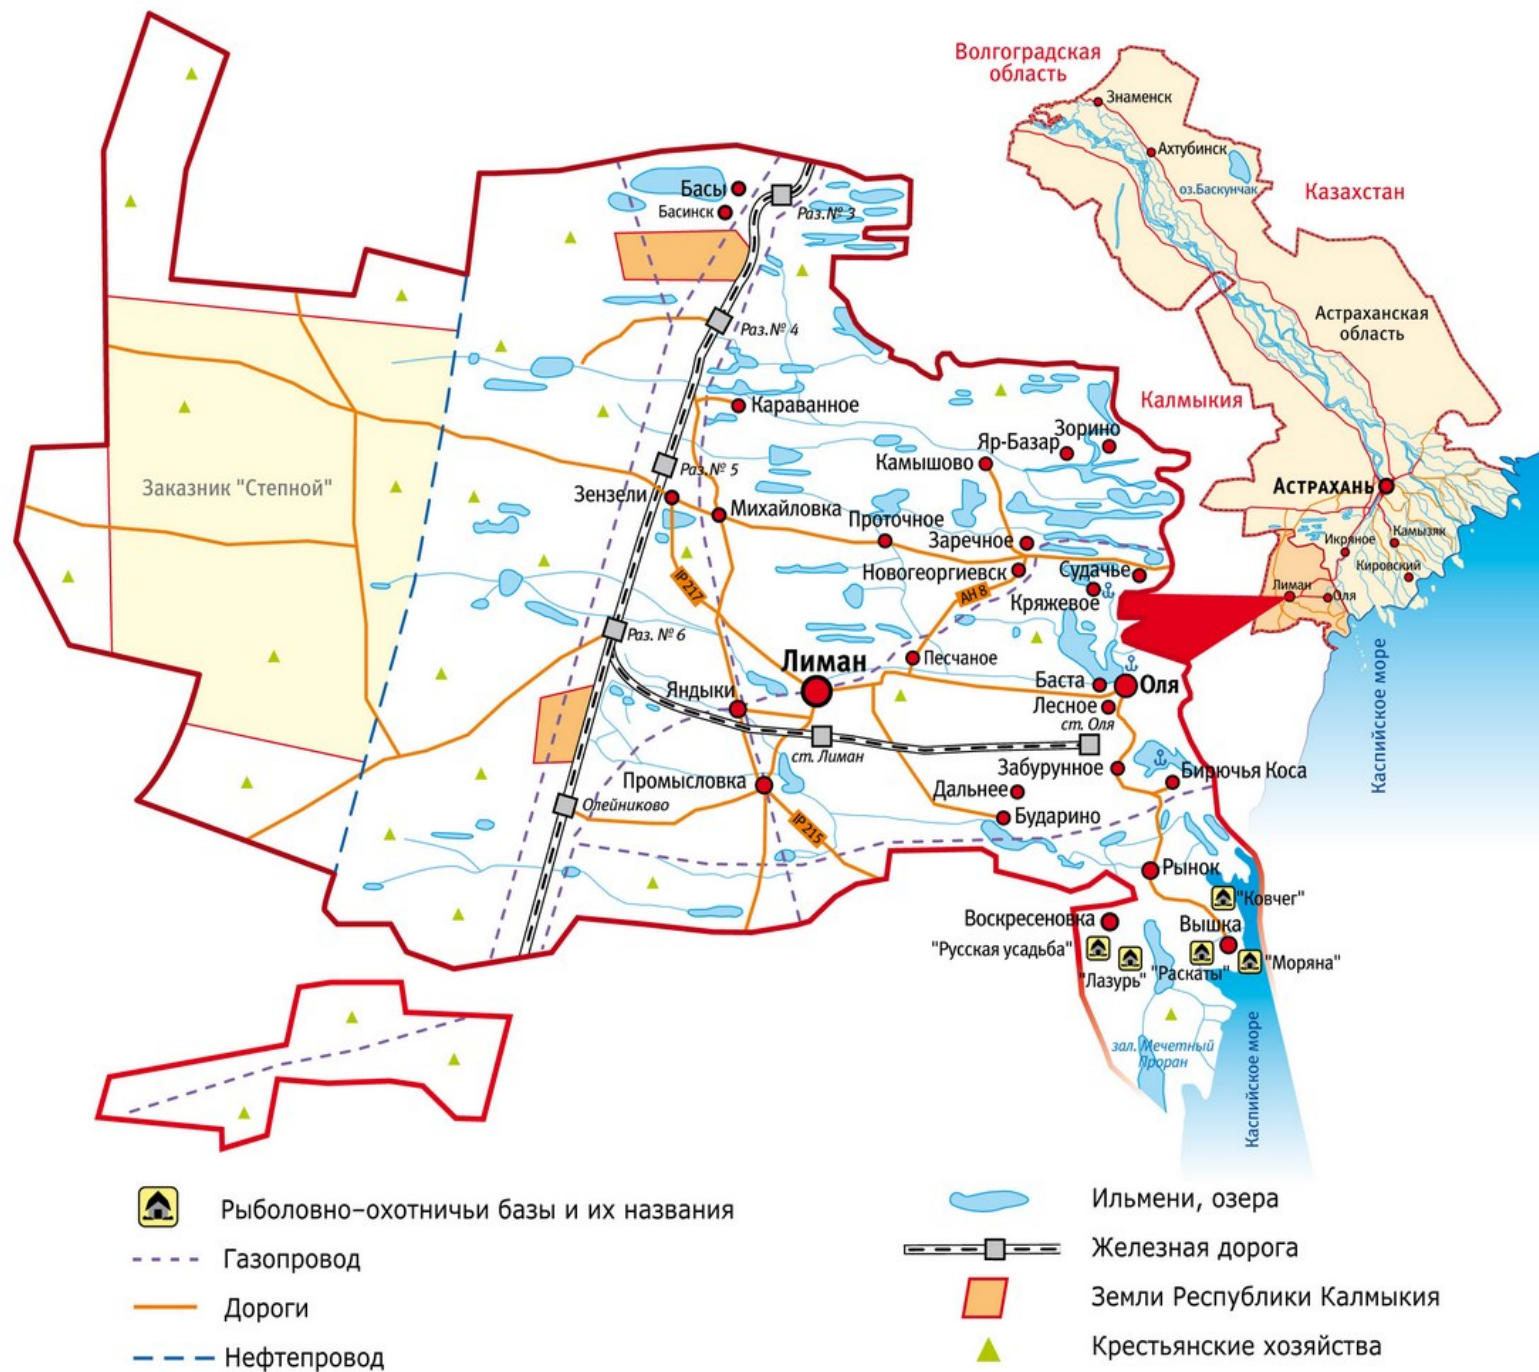 Волгоградская
область
Знаменск
Ахтубинск
оз.Баскунчак
Казахстан
Астраханская
область
Калмыкия
Астрахань
Икряное
Камызяк
Кировский
Лиман
Оля
Каспийское море
Басы
Басинск
Раз.№ 3
Раз.№ 4
Караванное
Зорино
Яр-Базар
Камышово
Раз.№ 5
Заказник "Степной"
Зензели
Михайловка
Проточное
Заречное
Новогеоргиевск
Судачье
Кряжевое
IP 217
АН 8
Раз. № 6
Песчаное
Лиман
Баста
Оля
Яндыки
Лесное
ст. Оля
ст. Лиман
Забурунное
Бирючья Коса
Промысловка
Дальнее
Олейниково
Бударино
IP 215
Рынок
"Ковчег"
Воскресеновка
Вышка
"Русская усадьба"
"Лазурь"
"Раскаты"
"Моряна"
зал. Мечетный
Проран
Каспийское море
Рыболовно-охотничьи базы и их названия
Газопровод
Дороги
Нефтепровод
Ильмени, озера
Железная дорога
Земли Республики Калмыкия
Крестьянские хозяйства